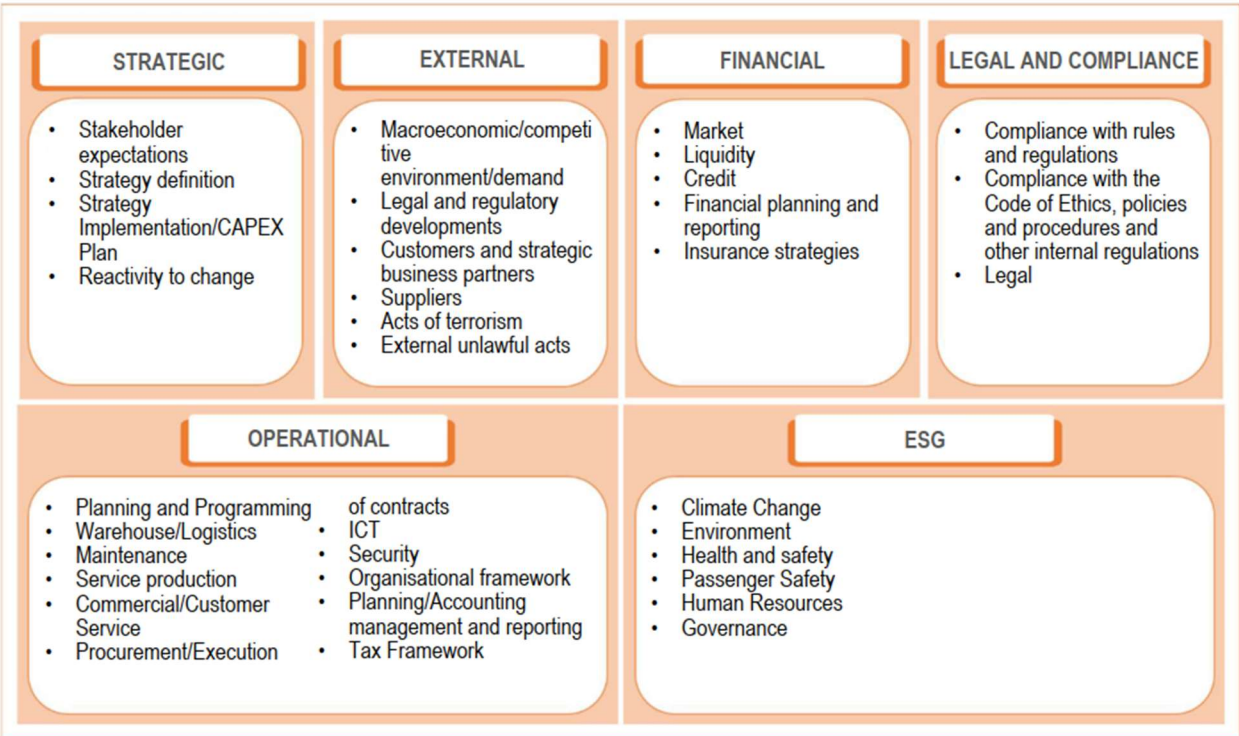 STRATEGIC
• Stakeholder
expectations
• Strategy definition
• Strategy
Implementation/CAPEX
Plan
• Reactivity to change
EXTERNAL
• Macroeconomic/competi
tive
environment/demand
• Legal and regulatory
developments
• Customers and strategic
business partners
• Suppliers
• Acts of terrorism
• External unlawful acts
FINANCIAL
• Market
• Liquidity
• Credit
• Financial planning and
reporting
• Insurance strategies
LEGAL AND COMPLIANCE
• Compliance with rules
and regulations
• Compliance with the
Code of Ethics, policies
and procedures and
other internal regulations
• Legal
OPERATIONAL
• Planning and Programming
• Warehouse/Logistics
• Maintenance
• Service production
• Commercial/Customer
Service
• Procurement/Execution
of contracts
• ICT
• Security
• Organisational framework
• Planning/Accounting
management and reporting
• Tax Framework
ESG
• Climate Change
• Environment
• Health and safety
• Passenger Safety
• Human Resources
• Governance